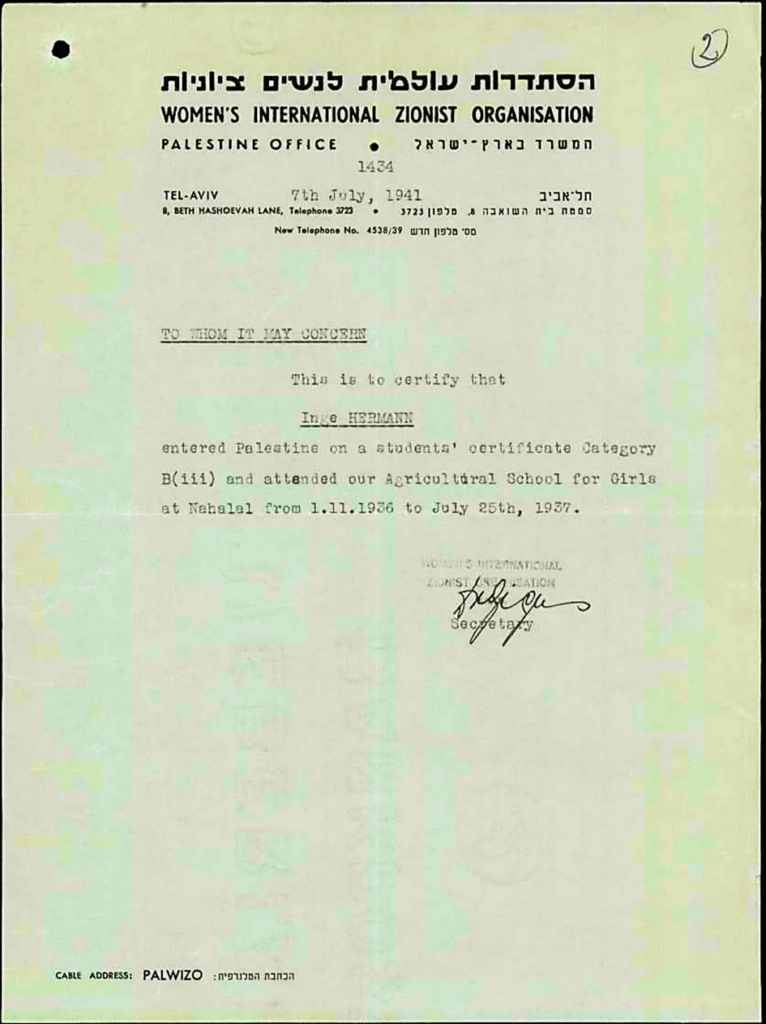 2
הסתדרות עולמית לנשים ציוניות
WOMEN'S INTERNATIONAL ZIONIST ORGANISATION
PALESTINE OFFICE • המשרד בארץ-ישראל
1434
TEL-AVIV 7th July, 1941 תל-אביב
8, BETH HASHOEVAH LANE, Telephone 3723 • סמטת בית השואבה 8, טלפון 3723
New Telephone No. 4538/39 מס' טלפון חדש
TO WHOM IT MAY CONCERN
This is to certify that
Inge HERMANN
entered Palestine on a students' certificate Category
B(iii) and attended our Agricultural School for Girls
at Nahalal from 1.11.1936 to July 25th, 1937.
WOMEN'S INTERNATIONAL
ZIONIST ORGANISATION
Secretary
CABLE ADDRESS: PALWIZO הכתבת הטלגרפית: